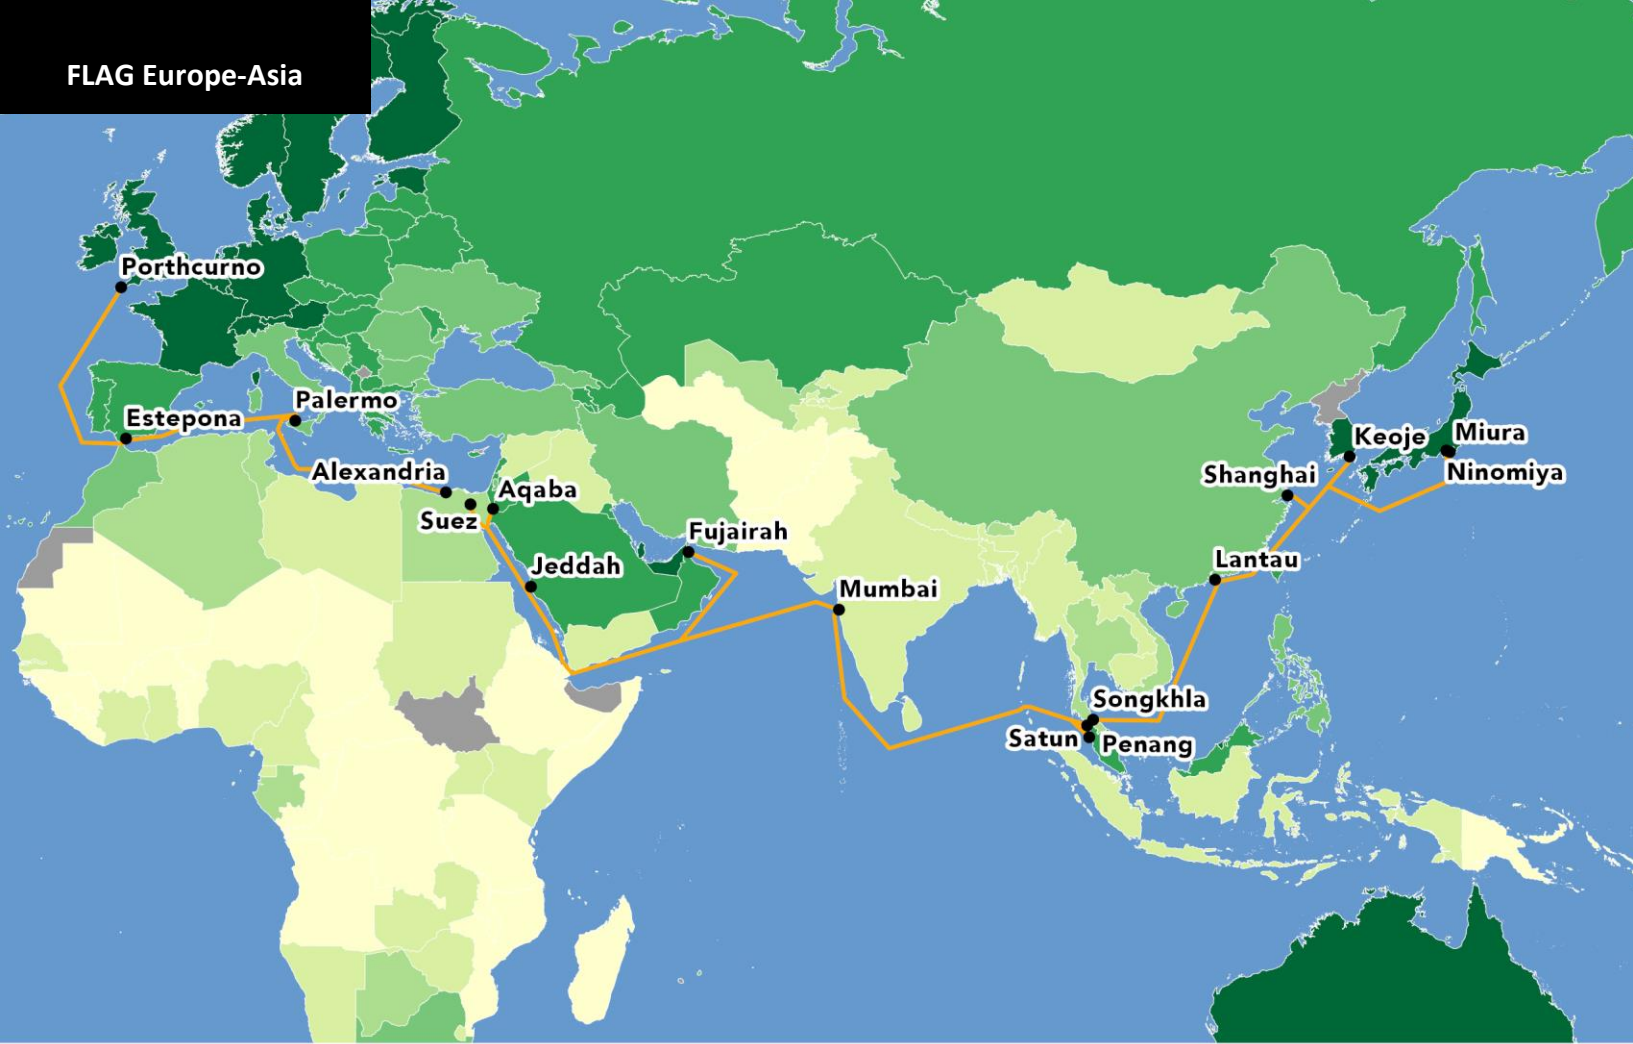 FLAG Europe-Asia
Porthcurno
Palermo
Estepona
Keoje
Miura
Alexandria
Shanghai
Ninomiya
Aqaba
Suez
Fujairah
Lantau
Jeddah
Mumbai
Songkhla
Satun
Penang